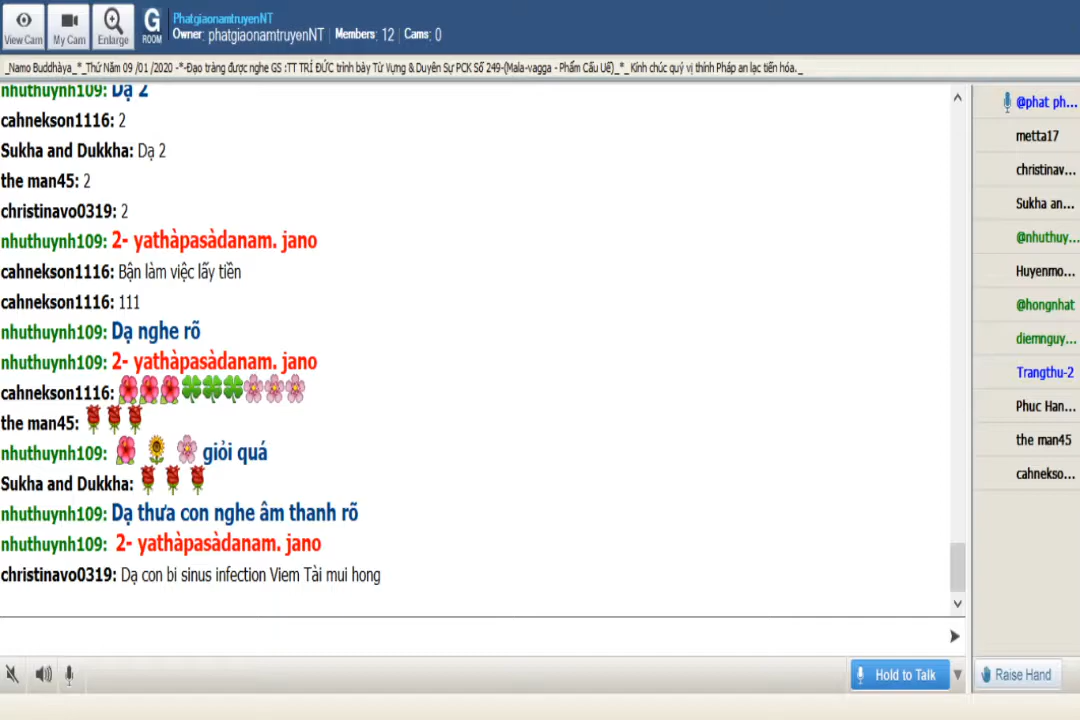 View Cam
My Cam
Enlarge
G
ROOM
PhatgiaonamtruyenNT
Owner: phatgiaonamtruyenNT | Members: 12 | Cams: 0
_Namo Buddhàya_*_Thứ Năm 09 /01 /2020 -*-Đạo tràng được nghe GS :TT TRÍ ĐỨC trình bày Từ Vựng & Duyên Sự PCK Số 249-(Mala-vagga - Phẩm Cấu Uế)_*_ Kính chúc quý vị thính Pháp an lạc tiến hóa._
nhuthuynh109: Dạ 2
cahnekson1116: 2
Sukha and Dukkha: Dạ 2
the man45: 2
christinavo0319: 2
nhuthuynh109: 2- yathàpasàdanam. jano
cahnekson1116: Bận làm việc lấy tiền
cahnekson1116: 111
nhuthuynh109: Dạ nghe rõ
nhuthuynh109: 2- yathàpasàdanam. jano
cahnekson1116:
the man45:
nhuthuynh109: giỏi quá
Sukha and Dukkha:
nhuthuynh109: Dạ thưa con nghe âm thanh rõ
nhuthuynh109: 2- yathàpasàdanam. jano
christinavo0319: Dạ con bi sinus infection Viem Tài mui hong
@phat ph...
metta17
christinav...
Sukha an...
@nhuthuy...
Huyenmo...
@hongnhat
diemnguy...
Trangthu-2
Phuc Han...
the man45
cahnekso...
Hold to Talk
Raise Hand